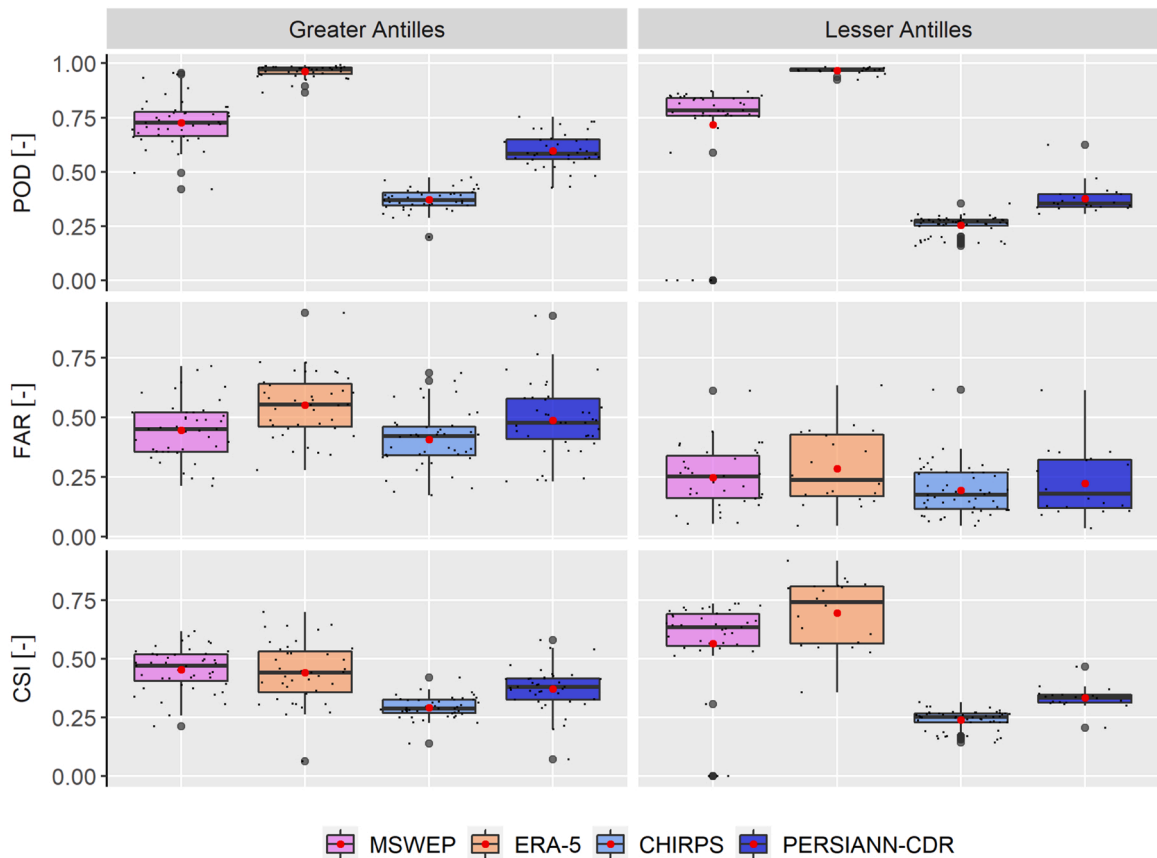 Greater Antilles Lesser Antilles
POD [-]
1.00
0.75
0.50
0.25
0.00
FAR [-]
0.75
0.50
0.25
0.00
CSI [-]
0.75
0.50
0.25
0.00
MSWEP ERA-5 CHIRPS PERSIANN-CDR